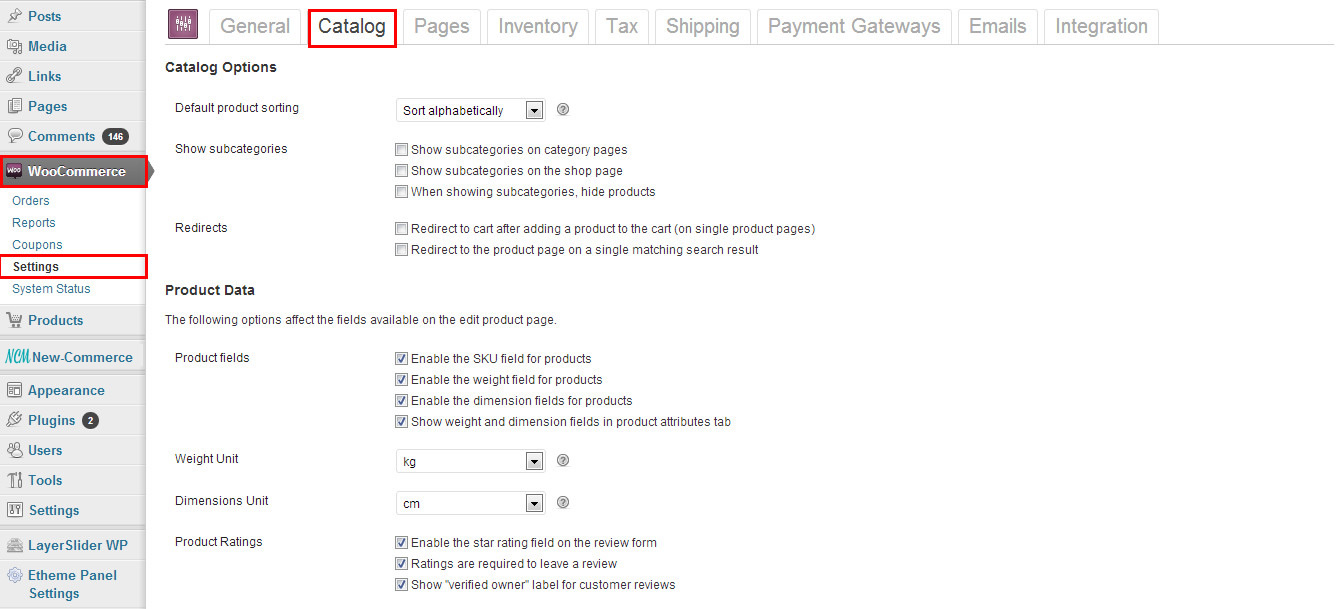 Posts
Media
Links
Pages
Comments 146
WOO WooCommerce
Orders
Reports
Coupons
Settings
System Status
Products
NCM New-Commerce
Appearance
Plugins 2
Users
Tools
Settings
LayerSlider WP
Etheme Panel
Settings
General Catalog Pages Inventory Tax Shipping Payment Gateways Emails Integration
Catalog Options
Default product sorting Sort alphabetically ?
Show subcategories Show subcategories on category pages
Show subcategories on the shop page
When showing subcategories, hide products
Redirects Redirect to cart after adding a product to the cart (on single product pages)
Redirect to the product page on a single matching search result
Product Data
The following options affect the fields available on the edit product page.
Product fields Enable the SKU field for products
Enable the weight field for products
Enable the dimension fields for products
Show weight and dimension fields in product attributes tab
Weight Unit kg ?
Dimensions Unit cm ?
Product Ratings Enable the star rating field on the review form
Ratings are required to leave a review
Show "verified owner" label for customer reviews